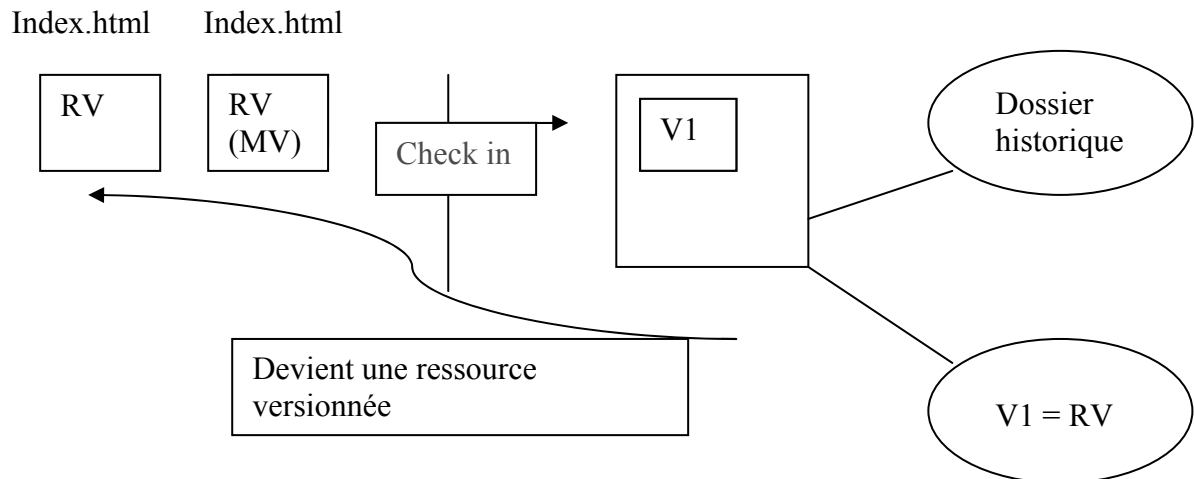 Index.html
Index.html
RV
RV
(MV)
Check in
V1
Dossier
historique
Devient une ressource
versionnée
V1 = RV